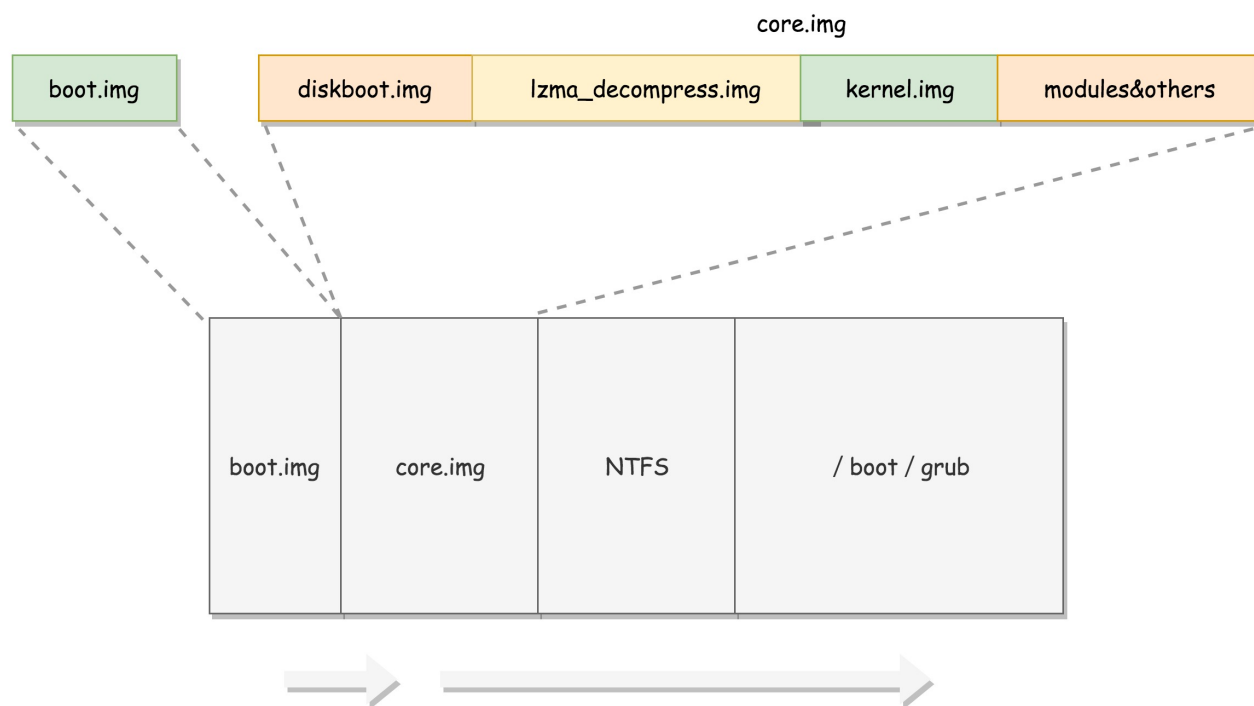 core.img
boot.img
diskboot.img
lzma_decompress.img
kernel.img
modules&others
boot.img
core.img
NTFS
/ boot / grub